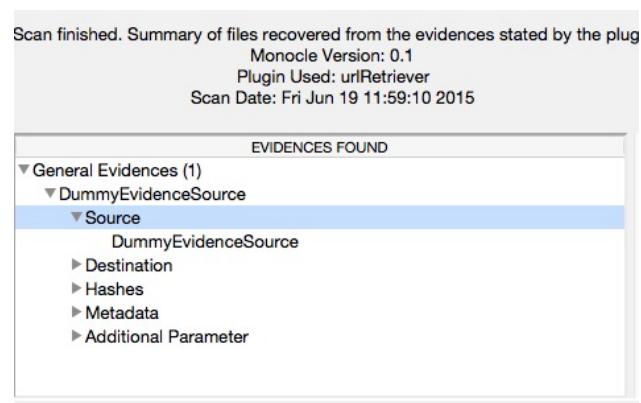 Scan finished. Summary of files recovered from the evidences stated by the plug
Monocle Version: 0.1
Plugin Used: urlRetriever
Scan Date: Fri Jun 19 11:59:10 2015
EVIDENCES FOUND
General Evidences (1)
DummyEvidenceSource
Source
DummyEvidenceSource
Destination
Hashes
Metadata
Additional Parameter